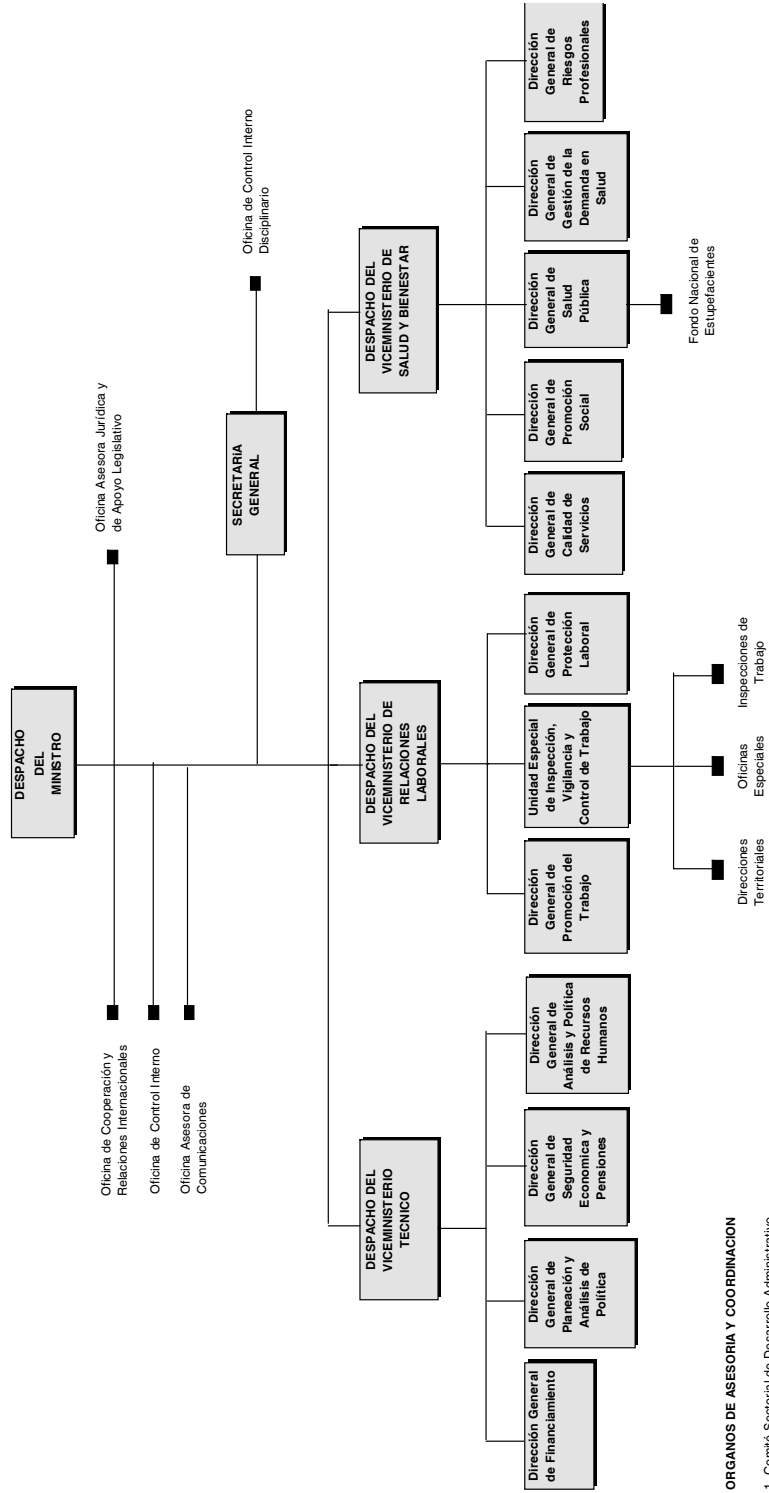 DESPACHO
DEL
MINISTRO
Oficina de Cooperación y
Relaciones Internacionales
Oficina de Control Interno
Oficina Asesora de
Comunicaciones
Oficina Asesora Jurídica y
de Apoyo Legislativo
SECRETARíA
GENERAL
Oficina de Control Interno
Disciplinario
DESPACHO DEL
VICEMINISTERIO
TECNICO
DESPACHO DEL
VICEMINISTERIO DE
RELACIONES
LABORALES
DESPACHO DEL
VICEMINISTERIO DE
SALUD Y BIENESTAR
Dirección General
de Financiamiento
Dirección
General de
Planeación y
Análisis de
Política
Dirección
General de
Seguridad
Economica y
Pensiones
Dirección
General de
Análisis y Política
de Recursos
Humanos
Dirección
General de
Promoción del
Trabajo
Unidad Especial
de Inspección,
Vigilancia y
Control de Trabajo
Dirección
General de
Protección
Laboral
Dirección
General de
Calidad de
Servicios
Dirección
General de
Promoción
Social
Dirección
General de
Salud
Pública
Dirección
General de
Gestión de la
Demanda en
Salud
Dirección
General de
Riesgos
Profesionales
Fondo Nacional de
Estupefacientes
Direcciones
Territoriales
Oficinas
Especiales
Inspecciones de
Trabajo
ORGANOS DE ASESORIA Y COORDINACION
1. Comité Sectorial de Desarrollo Administrativo